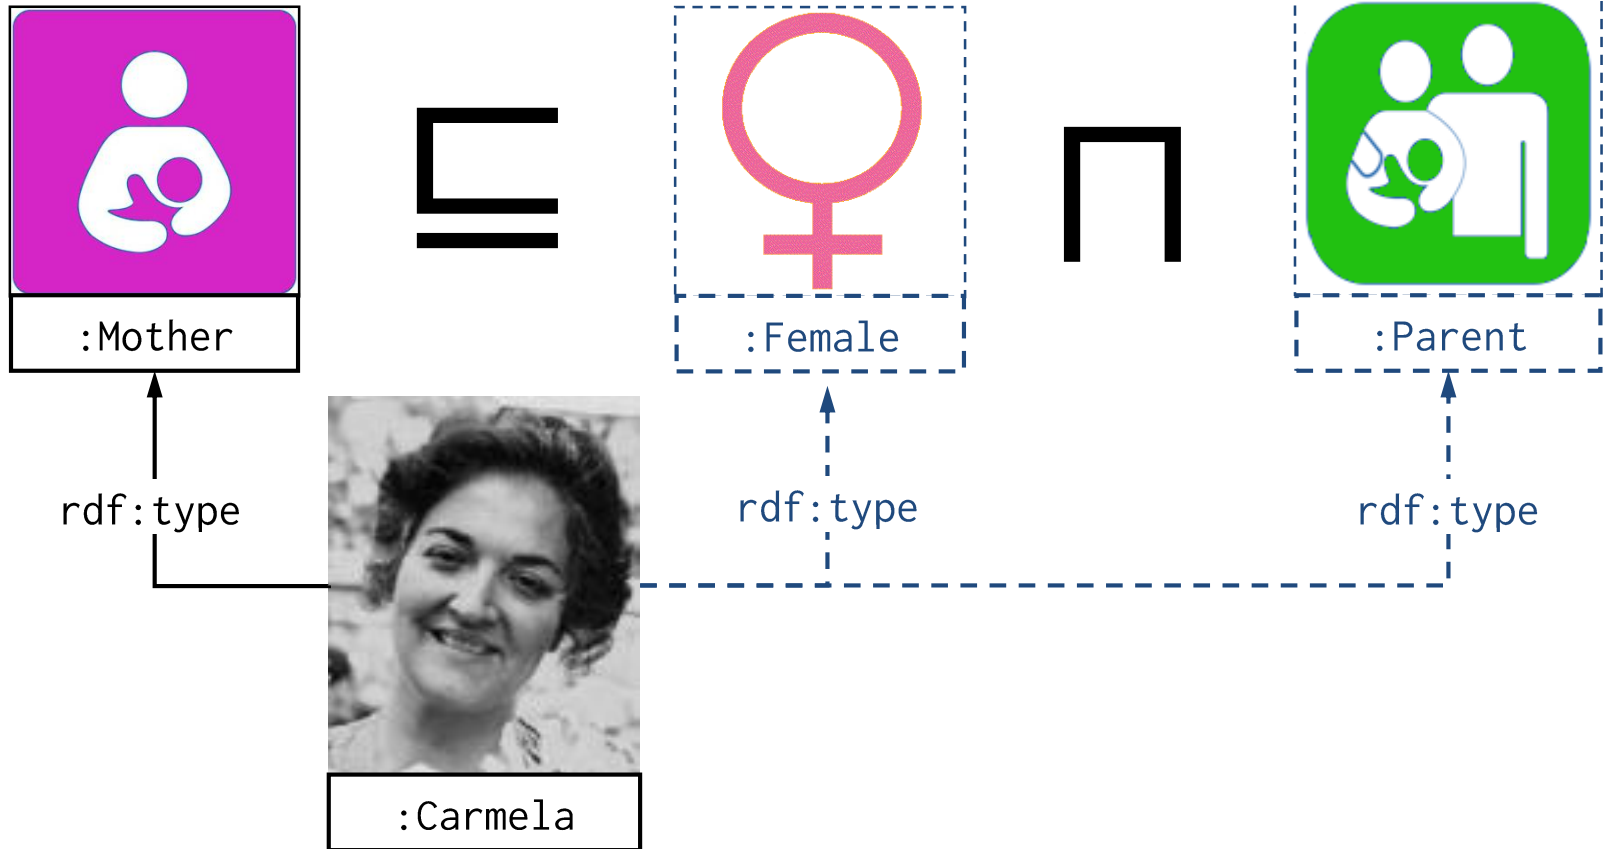 ⊑
⊓
:Mother
:Female
:Parent
rdf:type
rdf:type
rdf:type
:Carmela